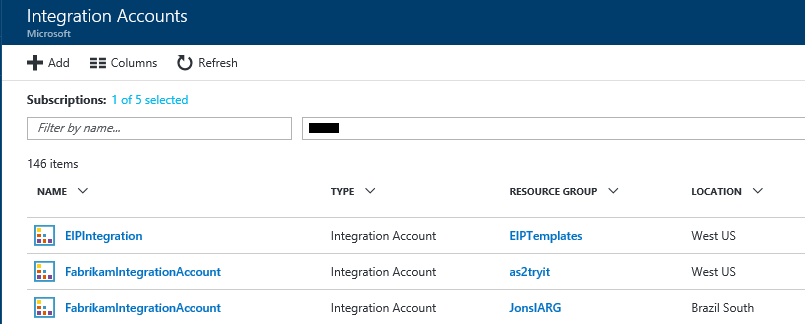 Integration Accounts
Microsoft
Add Columns Refresh
Subscriptions: 1 of 5 selected
Filter by name...
146 items
NAME TYPE RESOURCE GROUP LOCATION
EIPIntegration Integration Account EIPTemplates West US
FabrikamIntegrationAccount Integration Account as2tryit West US
FabrikamIntegrationAccount Integration Account JonsIARG Brazil South